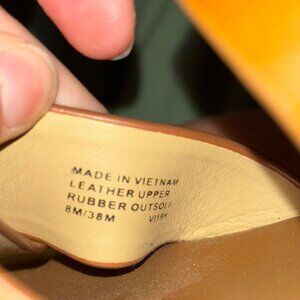 MADE IN VIETNAM
LEATHER UPPER
RUBBER OUTSOLE
8M/38M